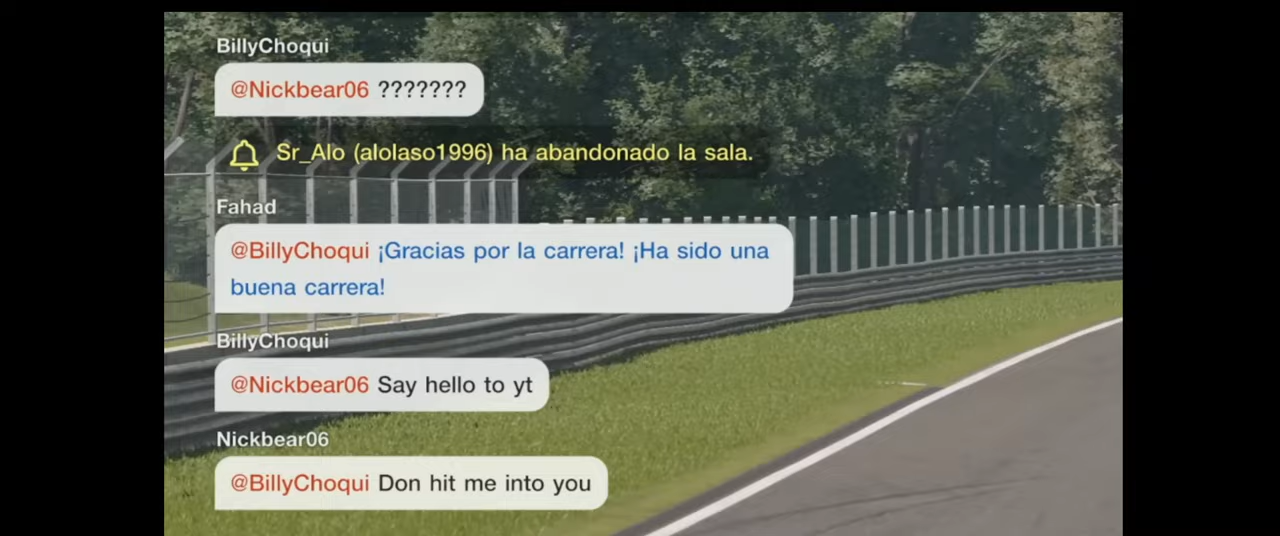 BillyChoqui
@Nickbear06 ???????
Sr_Alo (alolaso1996) ha abandonado la sala.
Fahad
@BillyChoqui ¡Gracias por la carrera! ¡Ha sido una
buena carrera!
BillyChoqui
@Nickbear06 Say hello to yt
Nickbear06
@BillyChoqui Don hit me into you